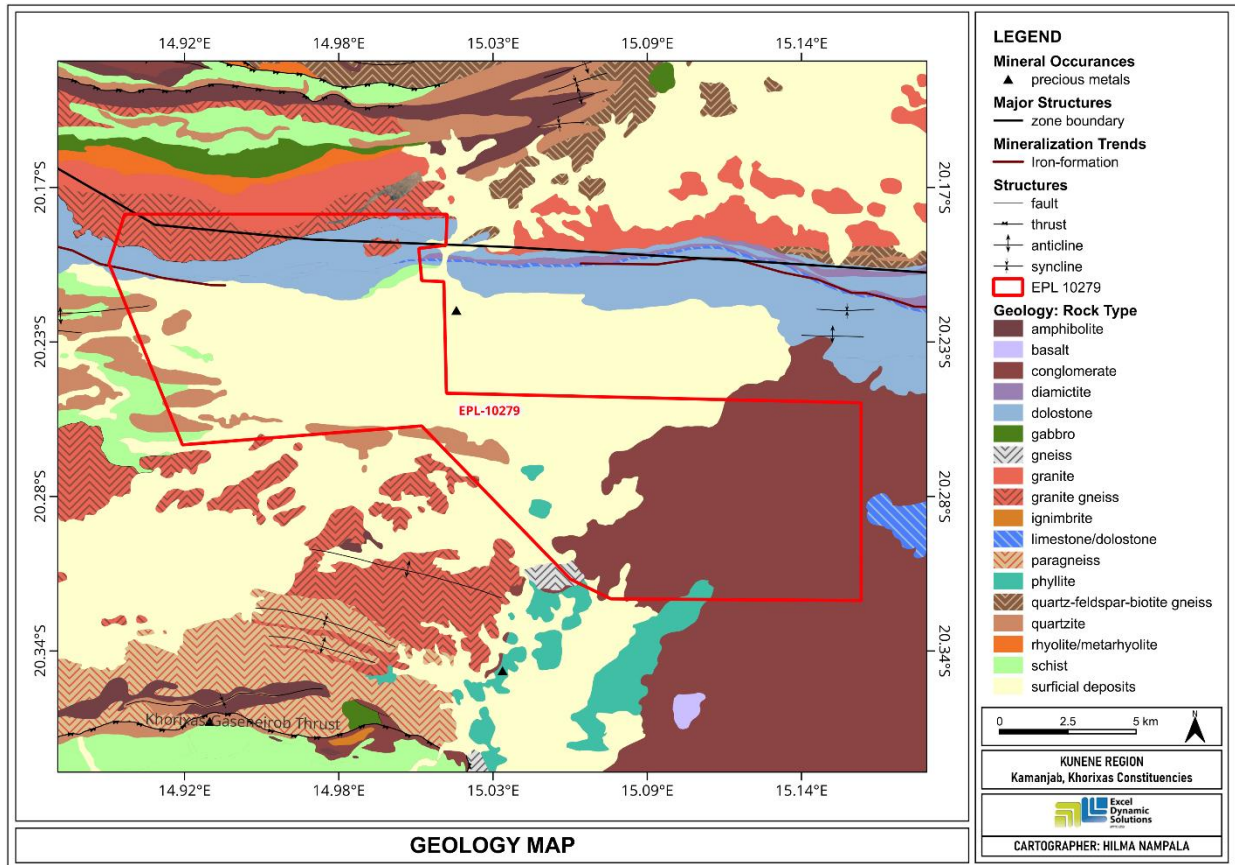 14.92°E 14.98°E 15.03°E 15.09°E 15.14°E
20.17°S 20.17°S
20.23°S 20.23°S
EPL-10279
20.28°S 20.28°S
20.34°S 20.34°S
Khorixas Gaseneirob Thrust
14.92°E 14.98°E 15.03°E 15.09°E 15.14°E
GEOLOGY MAP
LEGEND
Mineral Occurances
precious metals
Major Structures
zone boundary
Mineralization Trends
Iron-formation
Structures
fault
thrust
anticline
syncline
EPL 10279
Geology: Rock Type
amphibolite
basalt
conglomerate
diamictite
dolostone
gabbro
gneiss
granite
granite gneiss
ignimbrite
limestone/dolostone
paragneiss
phyllite
quartz-feldspar-biotite gneiss
quartzite
rhyolite/metarhyolite
schist
surficial deposits
0 2.5 5 km
N
KUNENE REGION
Kamanjab, Khorixas Constituencies
Excel
Dynamic
Solutions
CARTOGRAPHER: HILMA NAMPALA